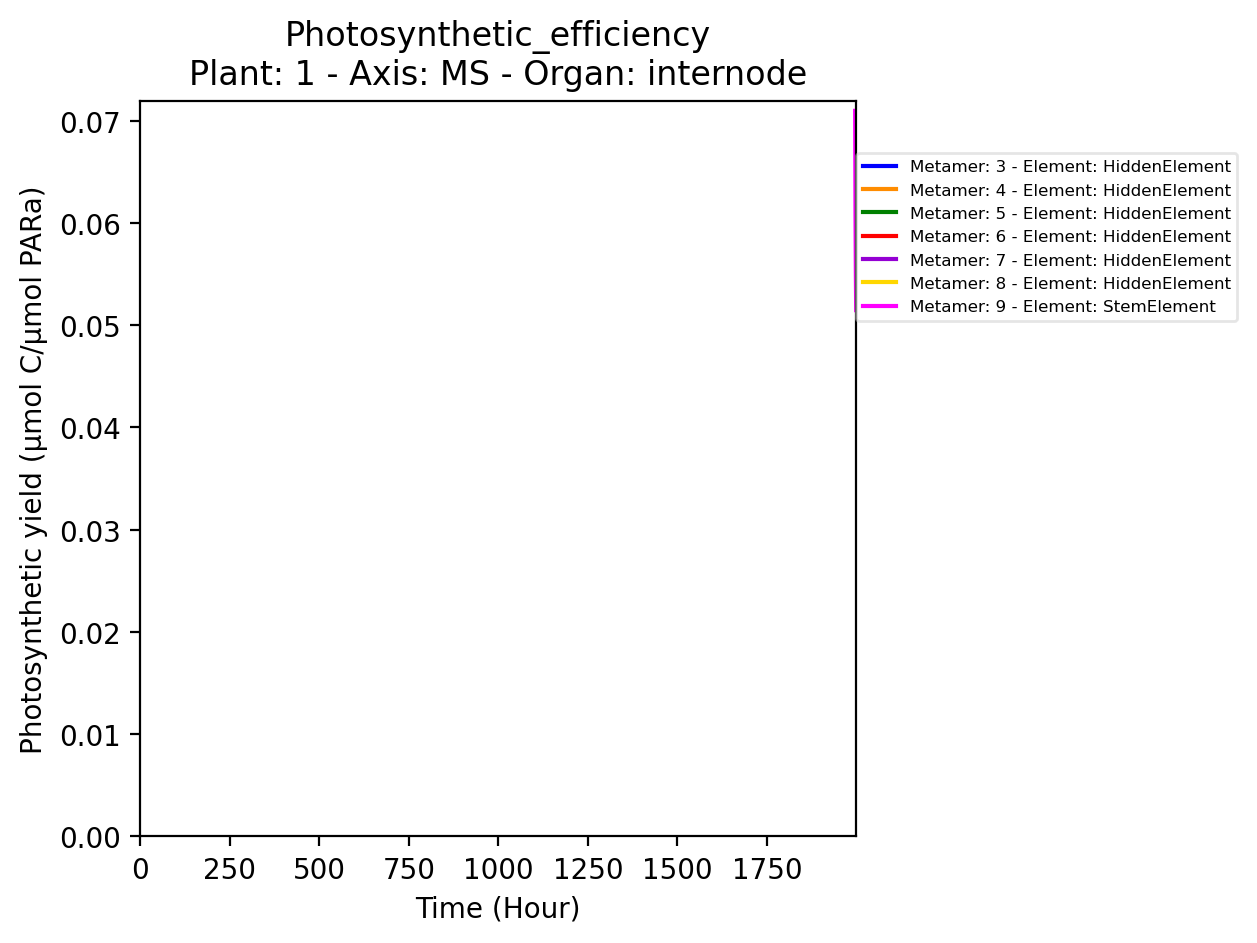 Photosynthetic_efficiency
Plant: 1 - Axis: MS - Organ: internode
Photosynthetic yield (µmol C/µmol PARa)
0.07
0.06
0.05
0.04
0.03
0.02
0.01
0.00
0 250 500 750 1000 1250 1500 1750
Time (Hour)
Metamer: 3 - Element: HiddenElement
Metamer: 4 - Element: HiddenElement
Metamer: 5 - Element: HiddenElement
Metamer: 6 - Element: HiddenElement
Metamer: 7 - Element: HiddenElement
Metamer: 8 - Element: HiddenElement
Metamer: 9 - Element: StemElement